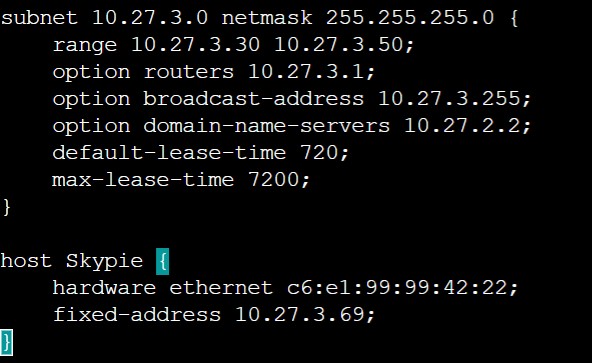 subnet 10.27.3.0 netmask 255.255.255.0 {
    range 10.27.3.30 10.27.3.50;
    option routers 10.27.3.1;
    option broadcast-address 10.27.3.255;
    option domain-name-servers 10.27.2.2;
    default-lease-time 720;
    max-lease-time 7200;
}

host Skypie {
    hardware ethernet c6:e1:99:99:42:22;
    fixed-address 10.27.3.69;
}